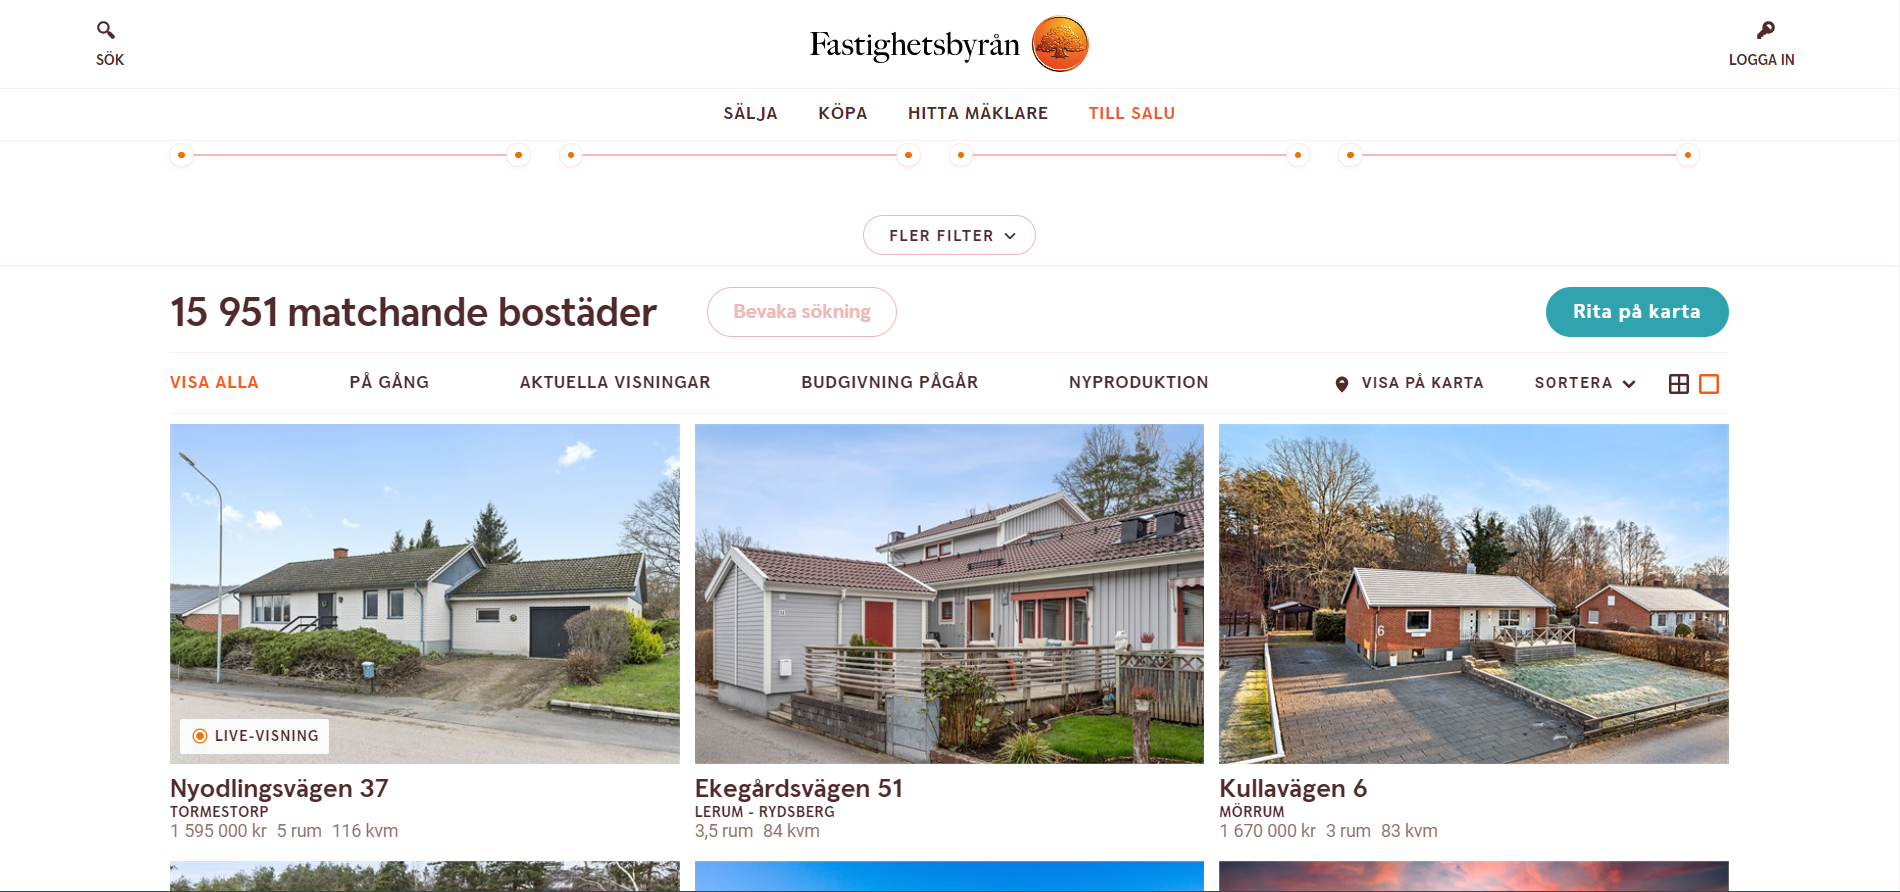 SÖK
Fastighetsbyrån
LOGGA IN
SÄLJA KÖPA HITTA MÄKLARE TILL SALU
FLER FILTER
15 951 matchande bostäder
Bevaka sökning
Rita på karta
VISA ALLA PÅ GÅNG AKTUELLA VISNINGAR BUDGIVNING PÅGÅR NYPRODUKTION VISA PÅ KARTA SORTERA
6
LIVE-VISNING
Nyodlingsvägen 37
TORMESTORP
1 595 000 kr 5 rum 116 kvm
Ekegårdsvägen 51
LERUM - RYDSBERG
3,5 rum 84 kvm
Kullavägen 6
MÖRRUM
1 670 000 kr 3 rum 83 kvm